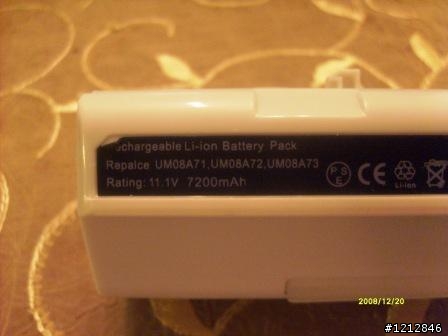 chargeable Li-ion Battery Pack
Repalce UM08A71,UM08A72,UM08A73
Rating: 11.1V 7200mAh
PSE CE Li-ion
2008/12/20
#1212846